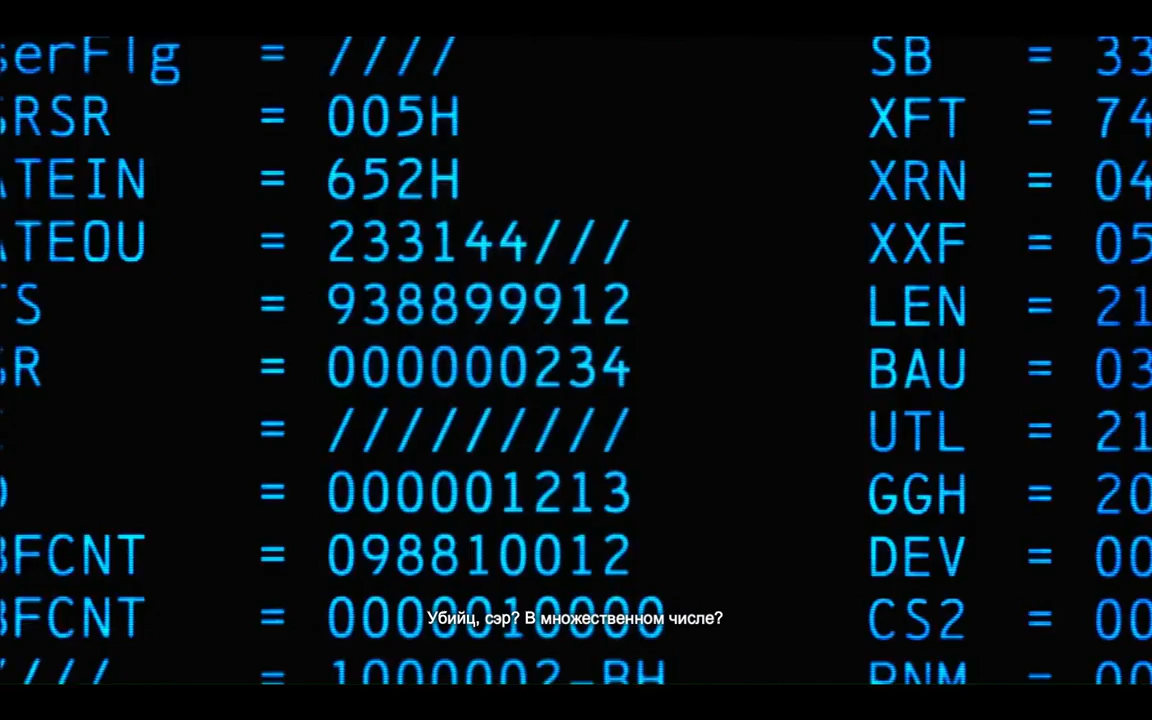 serFlg = //// SB = 33
SRSR = 005H XFT = 74
ATEIN = 652H XRN = 04
ATEOU = 233144/// XXF = 05
TS = 938899912 LEN = 21
SR = 000000234 BAU = 03
= ///////// UTL = 21
= 000001213 GGH = 20
BFCNT = 098810012 DEV = 00
BFCNT = 0000010000 CS2 = 00
//// = 1000002-BH PNM = 00
Убийц, сэр? В множественном числе?